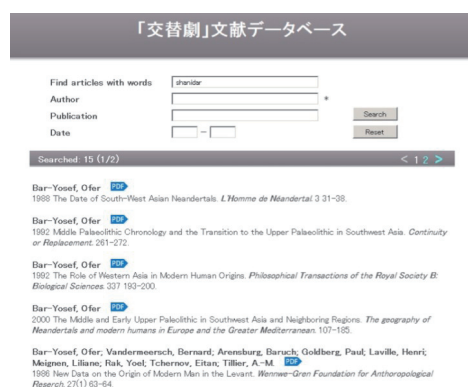 「交替劇」文献データベース
Find articles with words shanidar
Author *
Publication Search
Date – Reset
Searched: 15 (1/2) < 1 2 >
Bar-Yosef, Ofer PDF
1988 The Date of South-West Asian Neandertals. L'Homme de Néandertal. 3 31-38.
Bar-Yosef, Ofer PDF
1992 Middle Palaeolithic Chronology and the Transition to the Upper Palaeolithic in Southwest Asia. Continuity
or Replacement. 261-272.
Bar-Yosef, Ofer PDF
1992 The Role of Western Asia in Modern Human Origins. Philosophical Transactions of the Royal Society B:
Biological Sciences. 337 193-200.
Bar-Yosef, Ofer PDF
2000 The Middle and Early Upper Paleolithic in Southwest Asia and Neighboring Regions. The geography of
Neandertals and modern humans in Europe and the Greater Mediterranean. 107-185.
Bar-Yosef, Ofer; Vandermeersch, Bernard; Arensburg, Baruch; Goldberg, Paul; Laville, Henri;
Meignen, Liliane; Rak, Yoel; Tchernov, Eitan; Tillier, A.-M. PDF
1986 New Data on the Origin of Modern Man in the Levant. Wennwe-Gren Foundation for Anthoropological
Reserch. 27(1) 63-64.